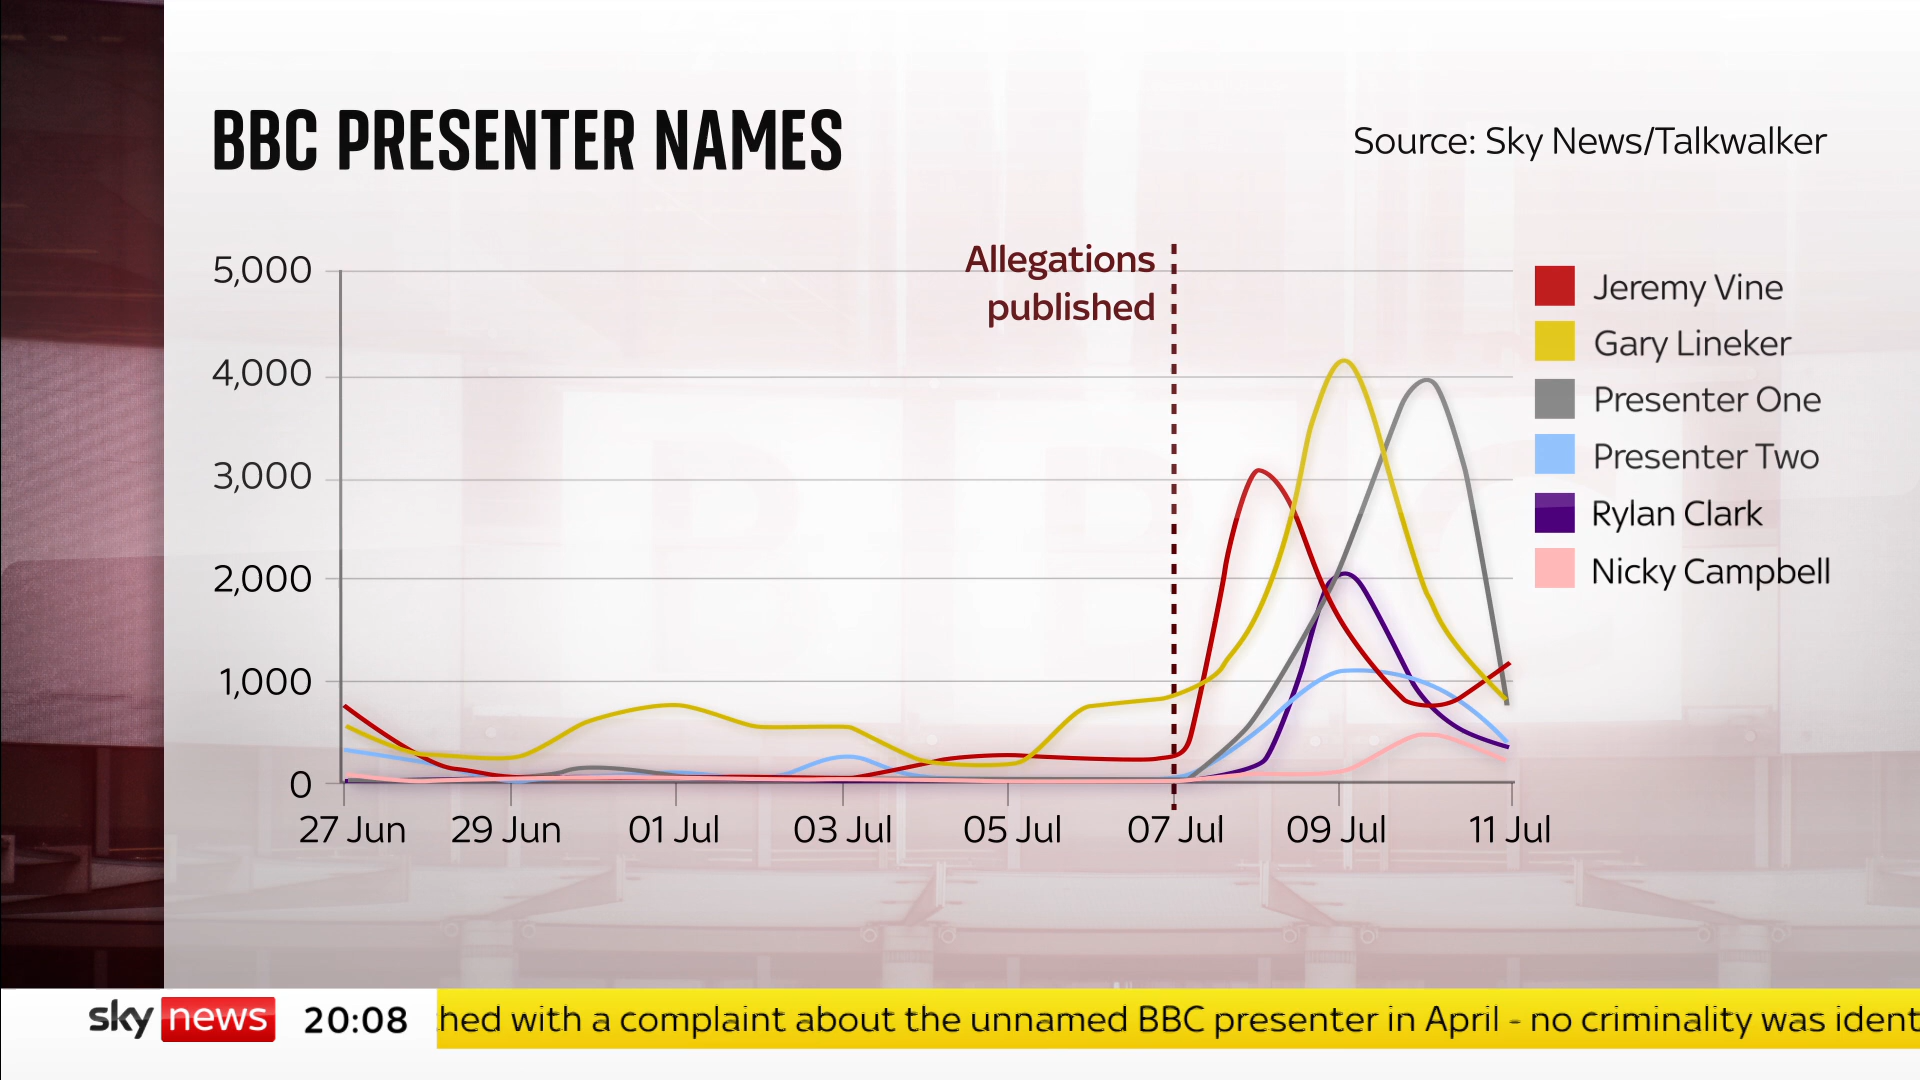 BBC PRESENTER NAMES
Source: Sky News/Talkwalker
Allegations
published
5,000
4,000
3,000
2,000
1,000
0
27 Jun 29 Jun 01 Jul 03 Jul 05 Jul 07 Jul 09 Jul 11 Jul
Jeremy Vine
Gary Lineker
Presenter One
Presenter Two
Rylan Clark
Nicky Campbell
sky news 20:08 hed with a complaint about the unnamed BBC presenter in April - no criminality was ident